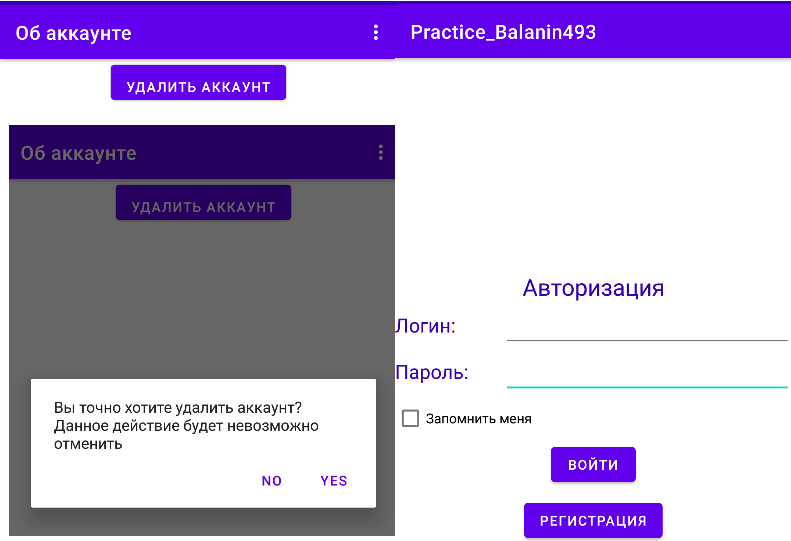 Об аккаунте
УДАЛИТЬ АККАУНТ
Об аккаунте
УДАЛИТЬ АККАУНТ
Вы точно хотите удалить аккаунт?
Данное действие будет невозможно
отменить
NO YES
Practice_Balanin493
Авторизация
Логин:
Пароль:
Запомнить меня
ВОЙТИ
РЕГИСТРАЦИЯ